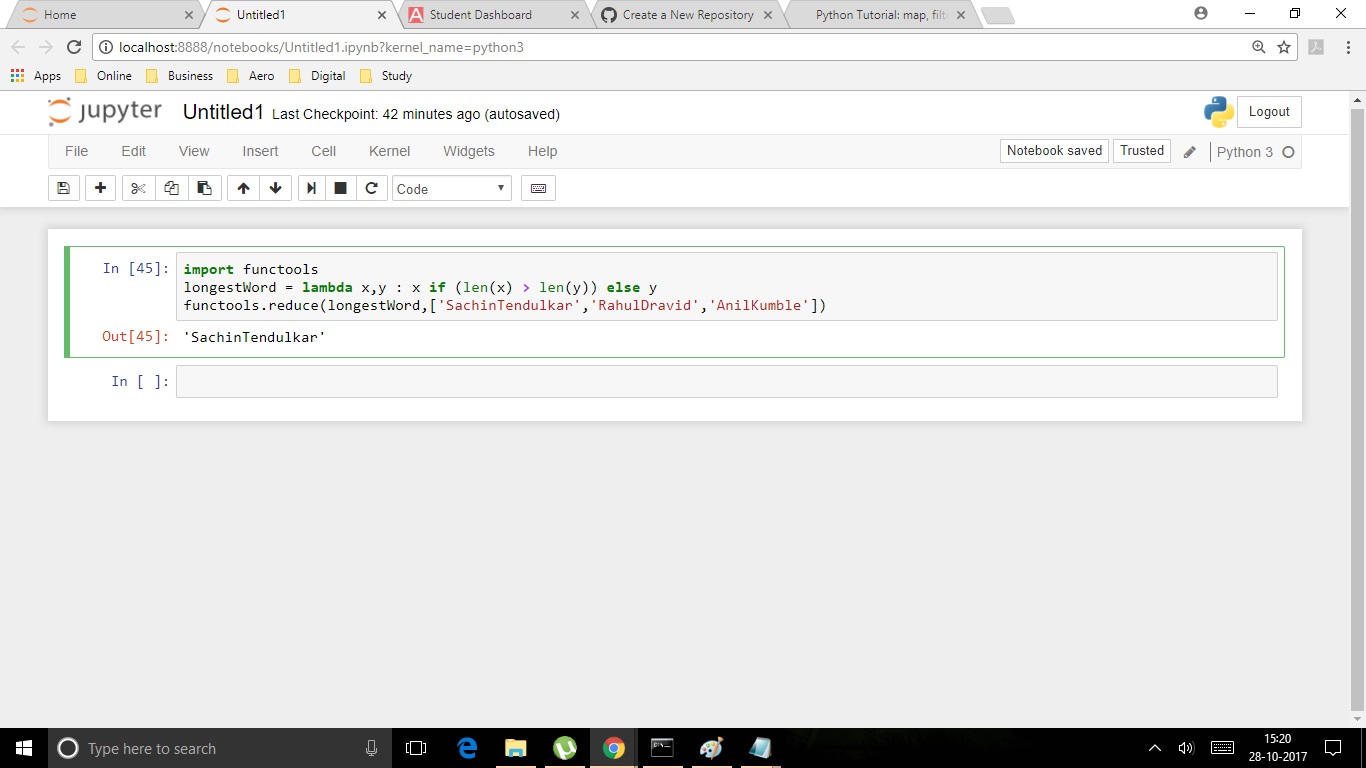 Home
Untitled1
Student Dashboard
Create a New Repository
Python Tutorial: map, filt
localhost:8888/notebooks/Untitled1.ipynb?kernel_name=python3
Apps Online Business Aero Digital Study
jupyter Untitled1 Last Checkpoint: 42 minutes ago (autosaved)
Logout
File Edit View Insert Cell Kernel Widgets Help
Notebook saved Trusted Python 3
Code
In [45]: import functools
longestWord = lambda x,y : x if (len(x) > len(y)) else y
functools.reduce(longestWord,['SachinTendulkar','RahulDravid','AnilKumble'])
Out[45]: 'SachinTendulkar'
In [ ]:
Type here to search
15:20
28-10-2017